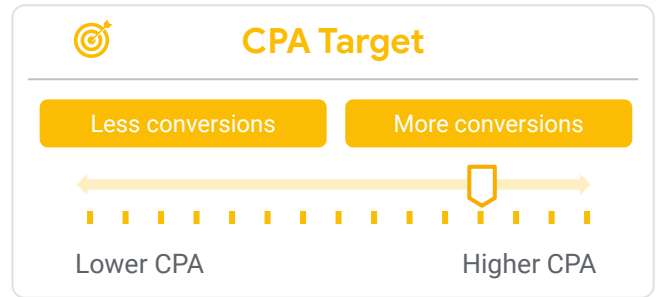 CPA Target
Less conversions
More conversions
Lower CPA
Higher CPA